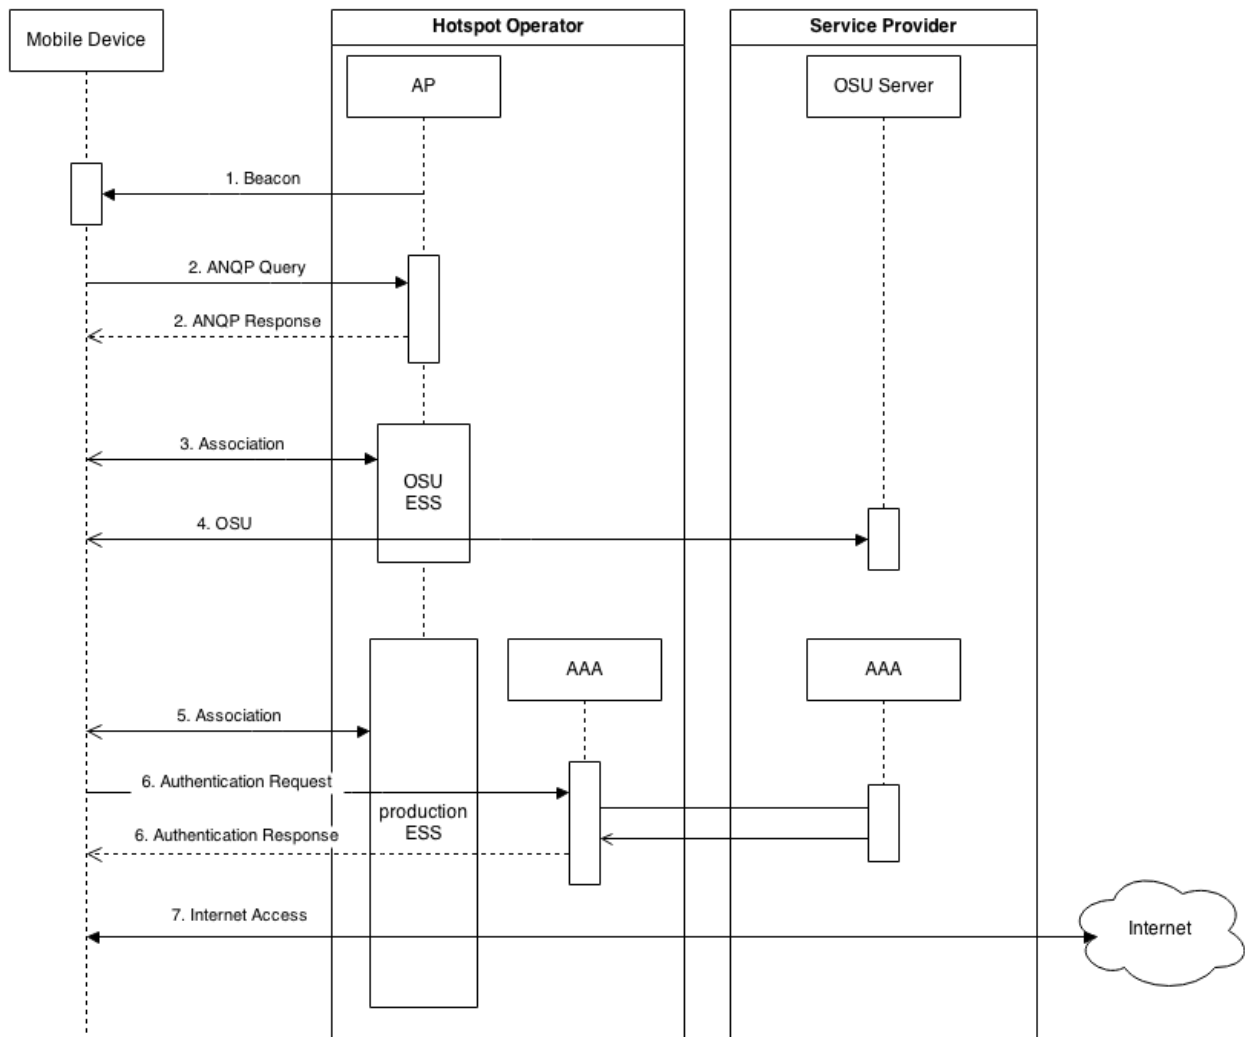 Hotspot Operator
Service Provider
Mobile Device
AP
OSU Server
1. Beacon
2. ANQP Query
2. ANQP Response
3. Association
OSU
ESS
4. OSU
AAA
AAA
5. Association
6. Authentication Request
production
ESS
6. Authentication Response
7. Internet Access
Internet